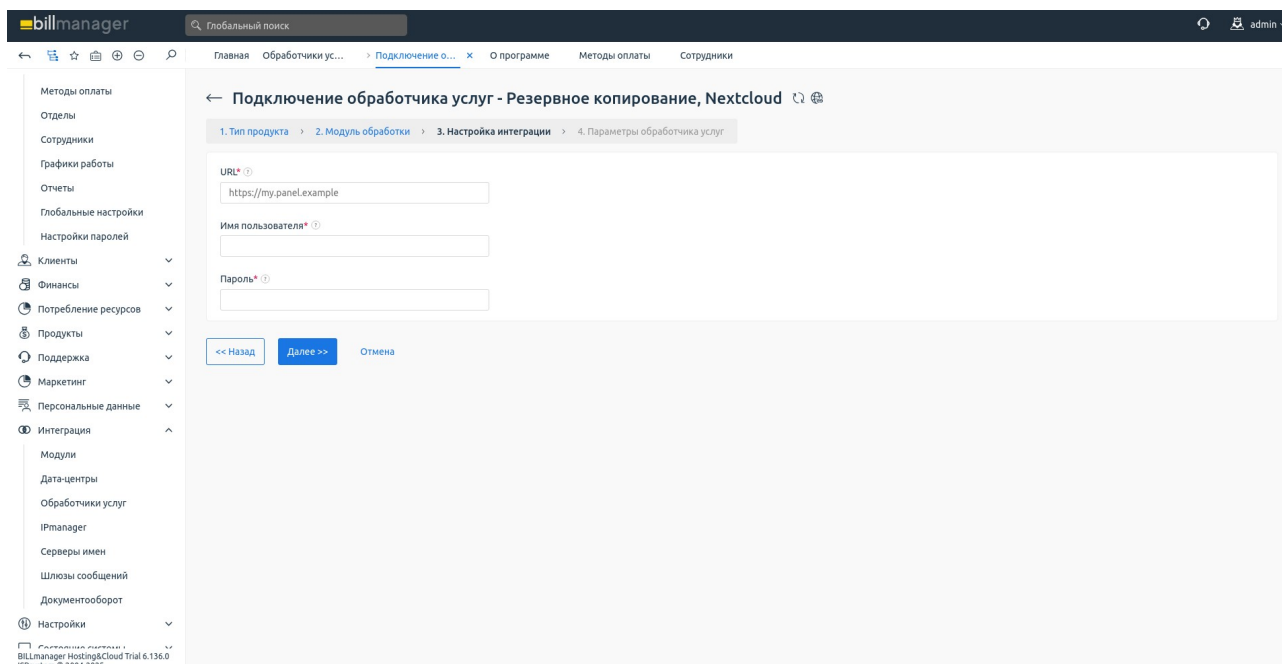 billmanager
Глобальный поиск
admin
Главная Обработчики ус... > Подключение о... × О программе Методы оплаты Сотрудники
Методы оплаты
Отделы
Сотрудники
Графики работы
Отчеты
Глобальные настройки
Настройки паролей
Клиенты
Финансы
Потребление ресурсов
Продукты
Поддержка
Маркетинг
Персональные данные
Интеграция
Модули
Дата-центры
Обработчики услуг
IPmanager
Серверы имен
Шлюзы сообщений
Документооборот
Настройки
Состояние системы
BILLmanager Hosting&Cloud Trial 6.136.0
← Подключение обработчика услуг - Резервное копирование, Nextcloud
1. Тип продукта > 2. Модуль обработки > 3. Настройка интеграции > 4. Параметры обработчика услуг
URL*
https://my.panel.example
Имя пользователя*
Пароль*
<< Назад Далее >> Отмена